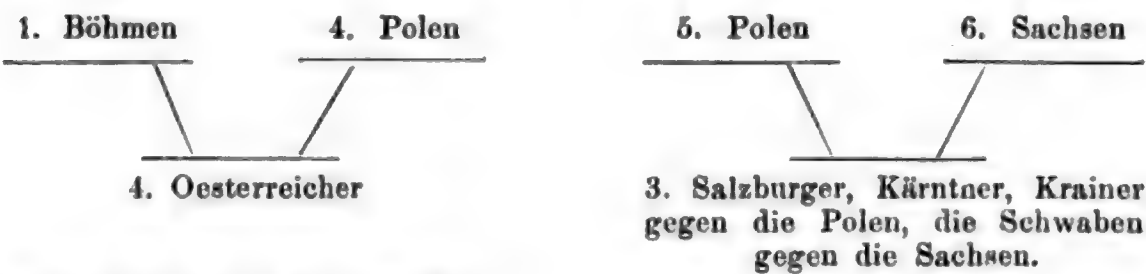 1. Böhmen 4. Polen 5. Polen 6. Sachsen
4. Oesterreicher
3. Salzburger, Kärntner, Krainer
gegen die Polen, die Schwaben
gegen die Sachsen.